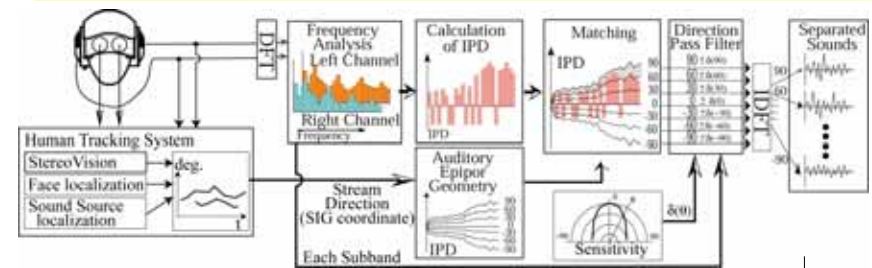 DFT
Frequency
Analysis
Left Channel
Right Channel
Frequency
Calculation
of IPD
IPD
Matching
IPD
90
60
30
0
-30
-60
-90
Direction
Pass Filter
IDFT
Separated
Sounds
90
60
-90
Human Tracking System
StereoVision
Face localization
Sound Source
localization
deg.
t
Stream
Direction
(SIG coordinate)
Auditory
Epipor
Geometry
IPD
Sensitivity
δ(θ)
Each Subband